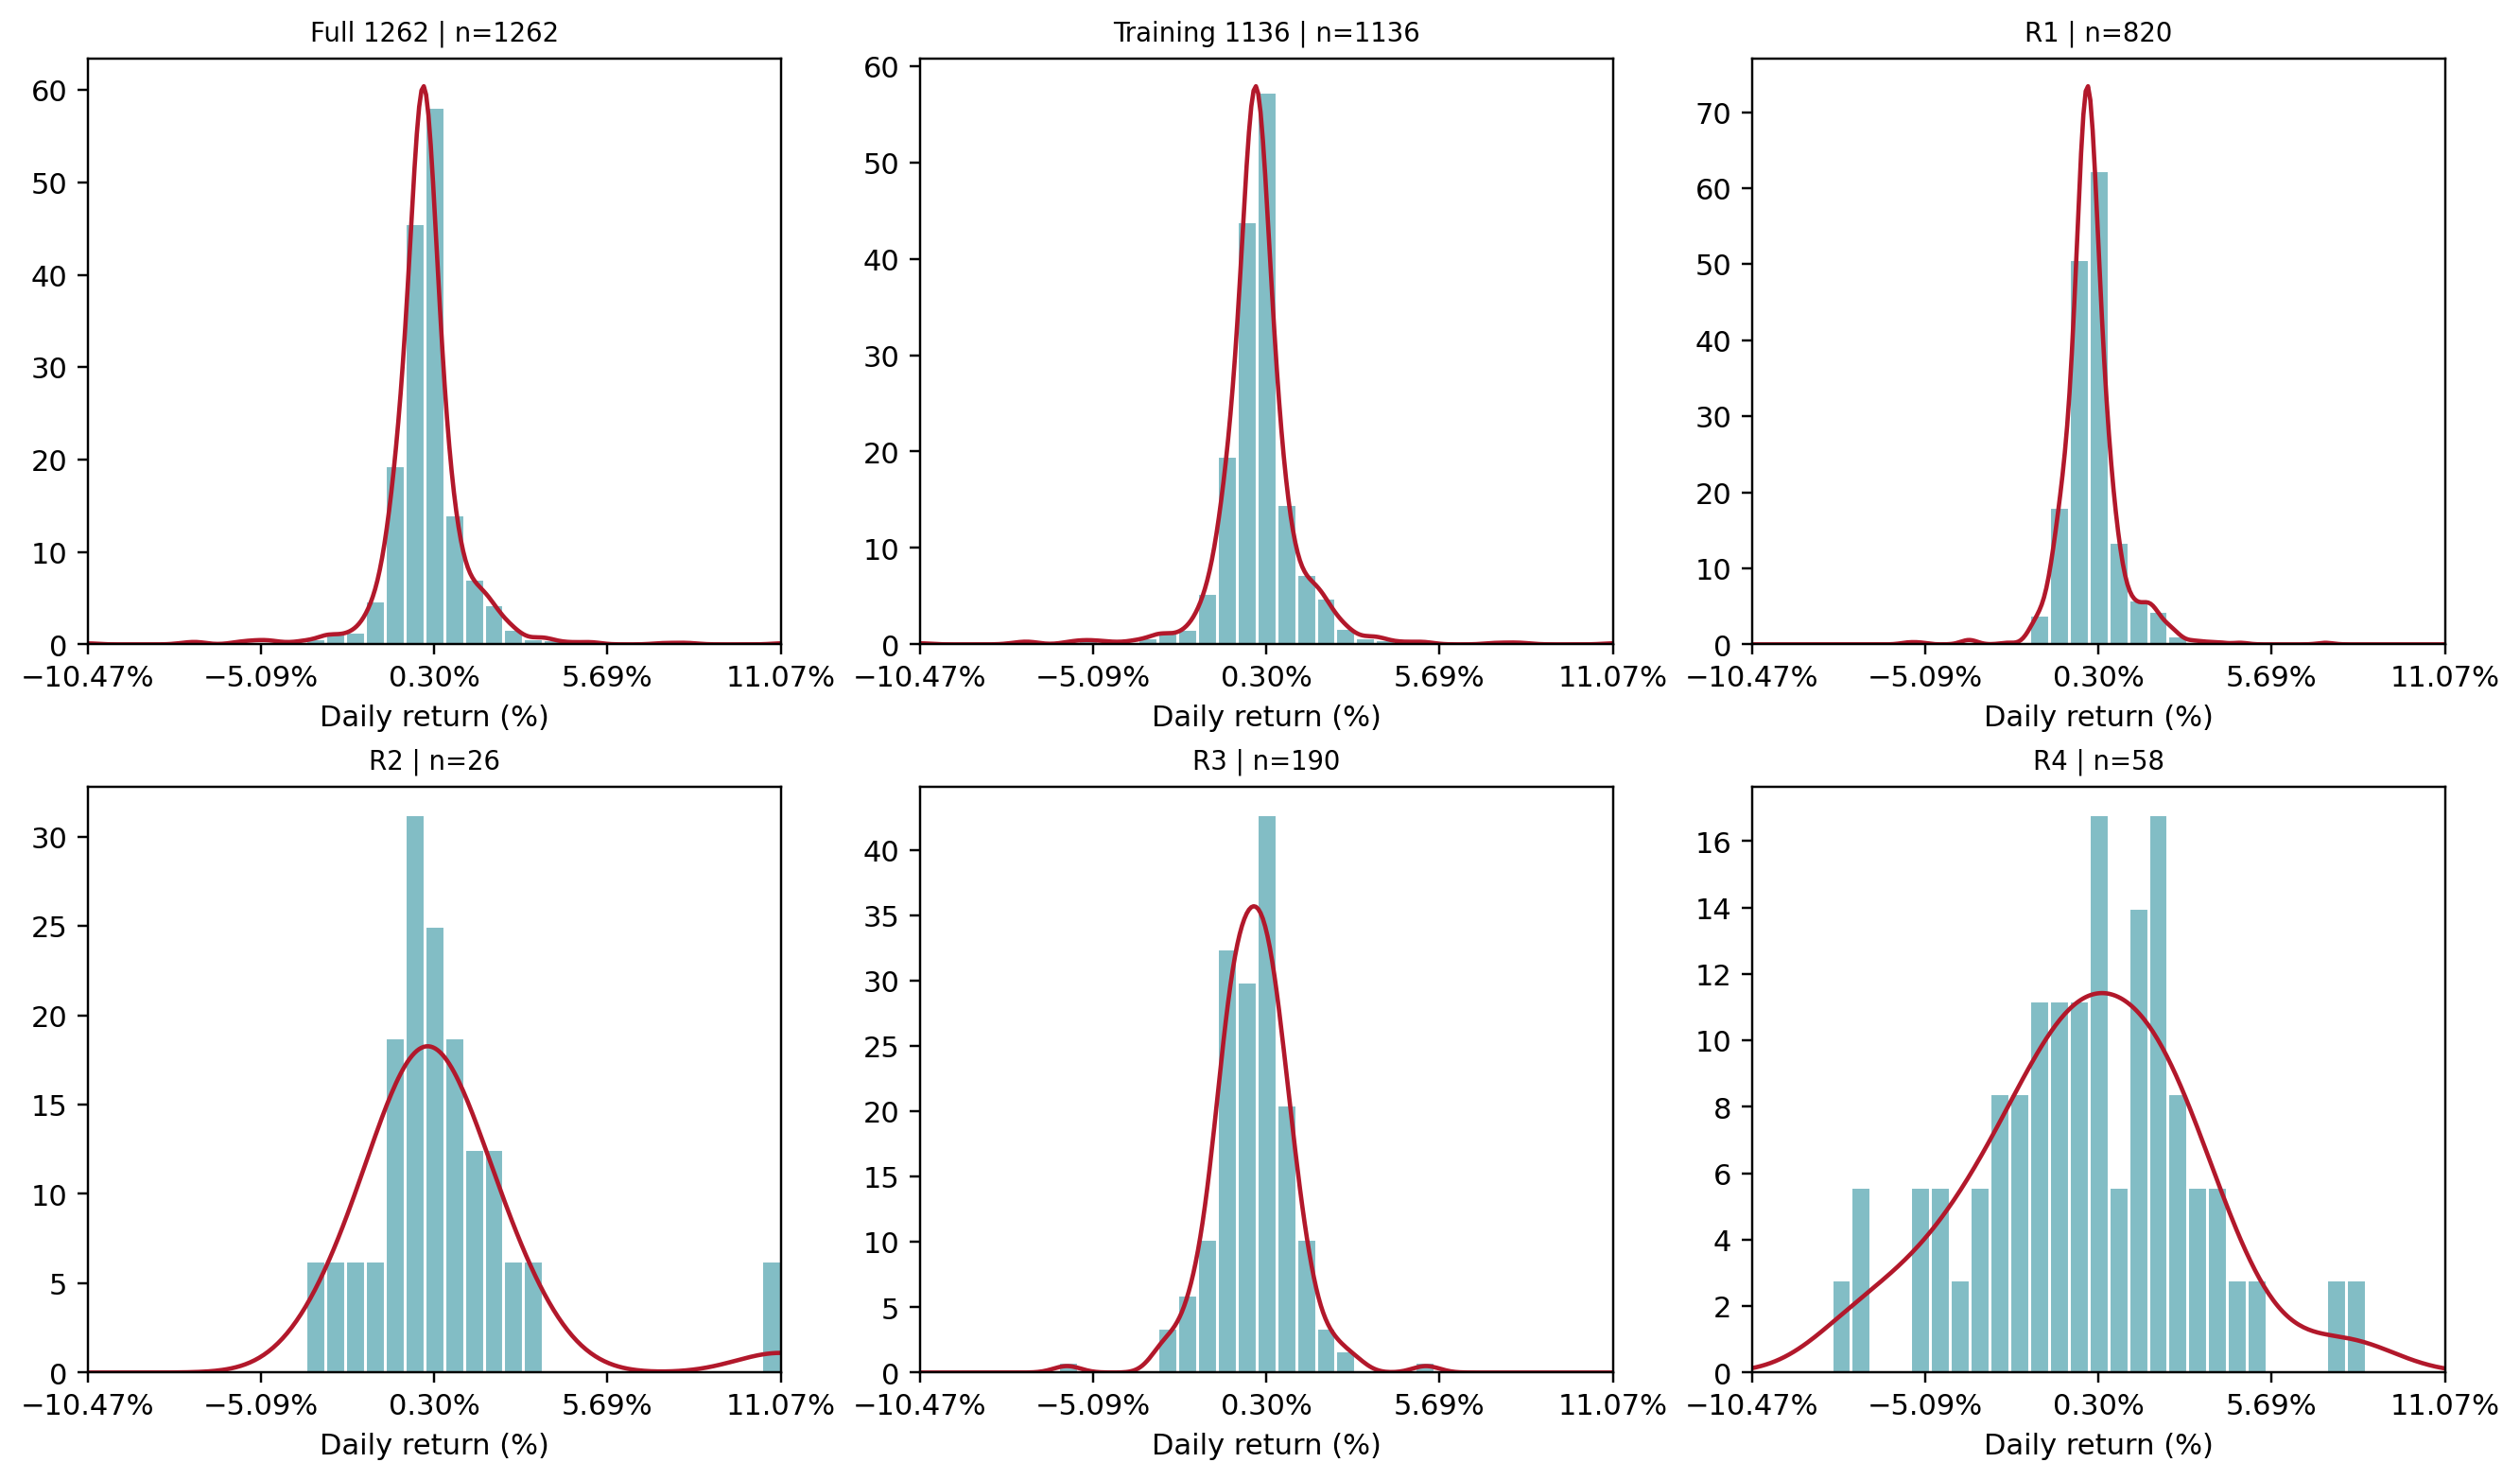 Full 1262 | n=1262
60
50
40
30
20
10
0
−10.47% −5.09% 0.30% 5.69% 11.07%
Daily return (%)
Training 1136 | n=1136
60
50
40
30
20
10
0
−10.47% −5.09% 0.30% 5.69% 11.07%
Daily return (%)
R1 | n=820
70
60
50
40
30
20
10
0
−10.47% −5.09% 0.30% 5.69% 11.07%
Daily return (%)
R2 | n=26
30
25
20
15
10
5
0
−10.47% −5.09% 0.30% 5.69% 11.07%
Daily return (%)
R3 | n=190
40
35
30
25
20
15
10
5
0
−10.47% −5.09% 0.30% 5.69% 11.07%
Daily return (%)
R4 | n=58
16
14
12
10
8
6
4
2
0
−10.47% −5.09% 0.30% 5.69% 11.07%
Daily return (%)